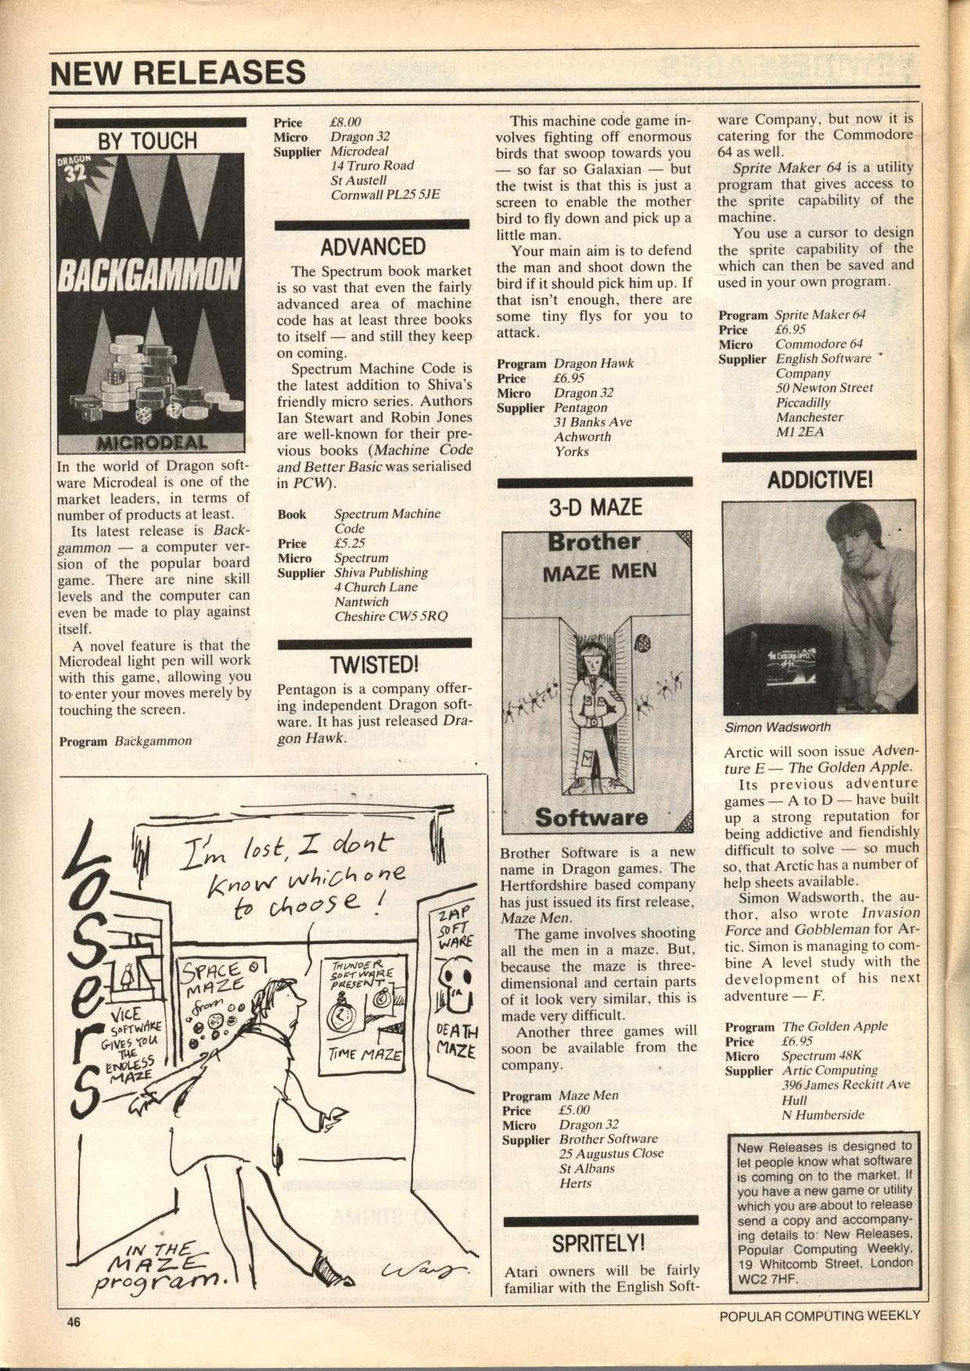 NEW RELEASES
BY TOUCH
DRAGON
32
BACKGAMMON
MICRODEAL
In the world of Dragon soft-
ware Microdeal is one of the
market leaders, in terms of
number of products at least.
Its latest release is Back-
gammon — a computer ver-
sion of the popular board
game. There are nine skill
levels and the computer can
even be made to play against
itself.
A novel feature is that the
Microdeal light pen will work
with this game, allowing you
to enter your moves merely by
touching the screen.
Program Backgammon
Price £8.00
Micro Dragon 32
Supplier Microdeal
14 Truro Road
St Austell
Cornwall PL25 5JE
ADVANCED
The Spectrum book market
is so vast that even the fairly
advanced area of machine
code has at least three books
to itself — and still they keep
on coming.
Spectrum Machine Code is
the latest addition to Shiva's
friendly micro series. Authors
Ian Stewart and Robin Jones
are well-known for their pre-
vious books (Machine Code
and Better Basic was serialised
in PCW).
Book Spectrum Machine
Code
Price £5.25
Micro Spectrum
Supplier Shiva Publishing
4 Church Lane
Nantwich
Cheshire CW5 5RQ
TWISTED!
Pentagon is a company offer-
ing independent Dragon soft-
ware. It has just released Dra-
gon Hawk.
This machine code game in-
volves fighting off enormous
birds that swoop towards you
— so far so Galaxian — but
the twist is that this is just a
screen to enable the mother
bird to fly down and pick up a
little man.
Your main aim is to defend
the man and shoot down the
bird if it should pick him up. If
that isn't enough, there are
some tiny flys for you to
attack.
Program Dragon Hawk
Price £6.95
Micro Dragon 32
Supplier Pentagon
31 Banks Ave
Achworth
Yorks
3-D MAZE
Brother
MAZE MEN
Software
Brother Software is a new
name in Dragon games. The
Hertfordshire based company
has just issued its first release,
Maze Men.
The game involves shooting
all the men in a maze. But,
because the maze is three-
dimensional and certain parts
of it look very similar, this is
made very difficult.
Another three games will
soon be available from the
company.
Program Maze Men
Price £5.00
Micro Dragon 32
Supplier Brother Software
25 Augustus Close
St Albans
Herts
SPRITELY!
Atari owners will be fairly
familiar with the English Soft-
ware Company, but now it is
catering for the Commodore
64 as well.
Sprite Maker 64 is a utility
program that gives access to
the sprite capability of the
machine.
You use a cursor to design
the sprite capability of the
which can then be saved and
used in your own program.
Program Sprite Maker 64
Price £6.95
Micro Commodore 64
Supplier English Software
Company
50 Newton Street
Piccadilly
Manchester
M1 2EA
ADDICTIVE!
THE GOLDEN APPLE
Simon Wadsworth
Arctic will soon issue Adven-
ture E — The Golden Apple.
Its previous adventure
games — A to D — have built
up a strong reputation for
being addictive and fiendishly
difficult to solve — so much
so, that Arctic has a number of
help sheets available.
Simon Wadsworth, the au-
thor, also wrote Invasion
Force and Gobbleman for Ar-
tic. Simon is managing to com-
bine A level study with the
development of his next
adventure — F.
Program The Golden Apple
Price £6.95
Micro Spectrum 48K
Supplier Artic Computing
396 James Reckitt Ave
Hull
N Humberside
New Releases is designed to
let people know what software
is coming on to the market. If
you have a new game or utility
which you are about to release
send a copy and accompany-
ing details to: New Releases,
Popular Computing Weekly,
19 Whitcomb Street, London
WC2 7HF.
LOSerS
I'm lost, I dont
know which one
to choose!
VICE
SOFTWARE
GIVES YOU
THE
ENDLESS
MAZE
SPACE
MAZE
from
THUNDER
SOFTWARE
PRESENT
TIME MAZE
ZAP
SOFT
WARE
DEATH
MAZE
IN THE
MAZE
program.
46
POPULAR COMPUTING WEEKLY